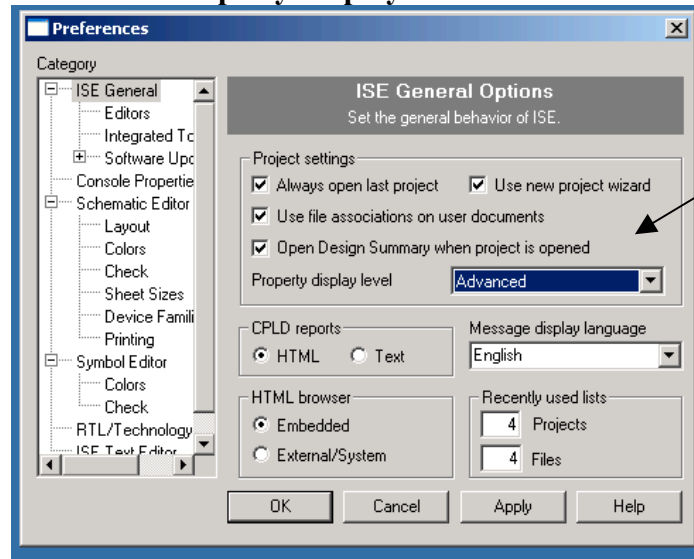 Preferences
Category
ISE General
Editors
Integrated Tc
Software Upd
Console Propertie
Schematic Editor
Layout
Colors
Check
Sheet Sizes
Device Famili
Printing
Symbol Editor
Colors
Check
RTL/Technology
ISE Text Editor
ISE General Options
Set the general behavior of ISE.
Project settings
Always open last project
Use new project wizard
Use file associations on user documents
Open Design Summary when project is opened
Property display level
Advanced
CPLD reports
HTML
Text
Message display language
English
HTML browser
Embedded
External/System
Recently used lists
4 Projects
4 Files
OK
Cancel
Apply
Help